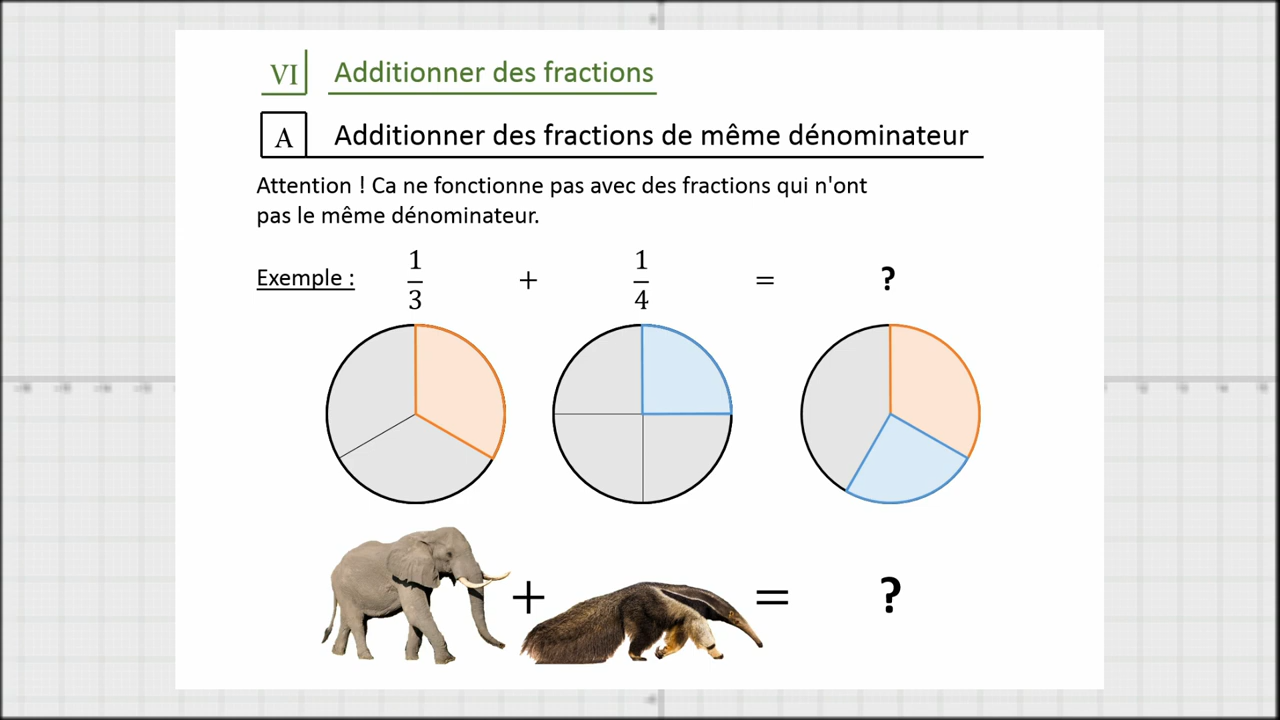 VI Additionner des fractions
A Additionner des fractions de même dénominateur
Attention ! Ca ne fonctionne pas avec des fractions qui n'ont
pas le même dénominateur.
Exemple : 1/3 + 1/4 = ?
+ = ?